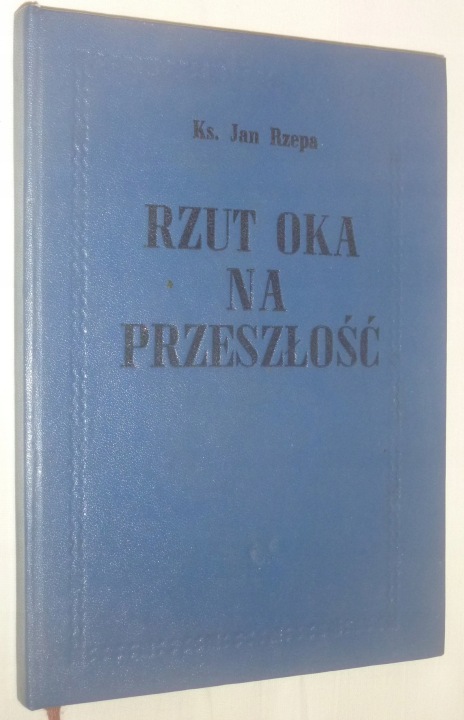 Ks. Jan Rzepa
RZUT OKA
NA
PRZESZŁOŚĆ